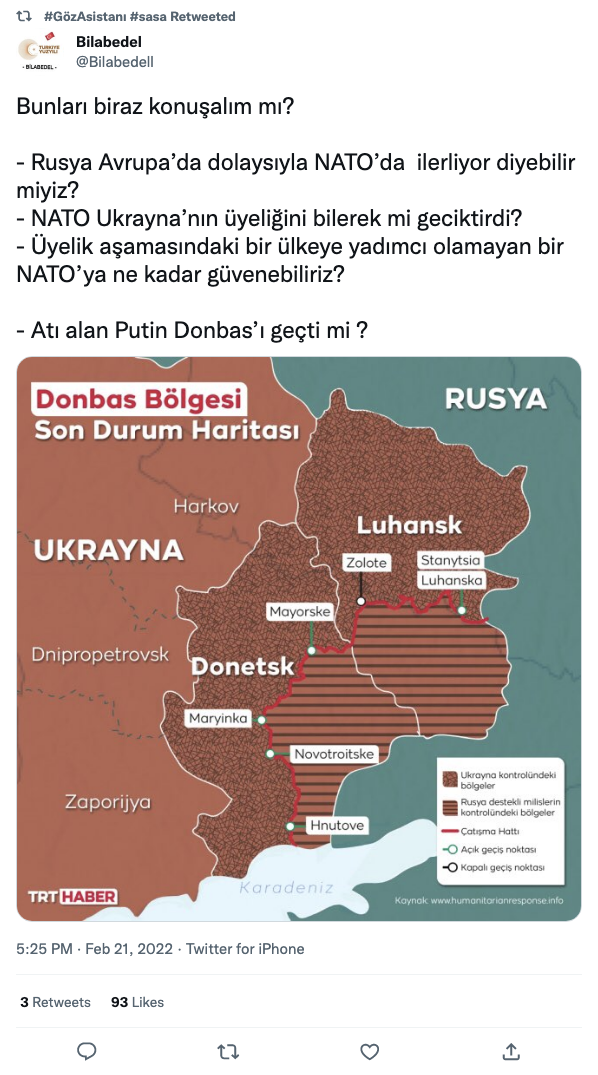 #GözAsistanı #sasa Retweeted
TÜRKİYE
YÜZYILI
- BİLABEDEL -
Bilabedel
@Bilabedell
Bunları biraz konuşalım mı?
- Rusya Avrupa’da dolaysıyla NATO’da ilerliyor diyebilir
miyiz?
- NATO Ukrayna’nın üyeliğini bilerek mi geciktirdi?
- Üyelik aşamasındaki bir ülkeye yadımcı olamayan bir
NATO’ya ne kadar güvenebiliriz?
- Atı alan Putin Donbas’ı geçti mi ?
Donbas Bölgesi
Son Durum Haritası
RUSYA
Harkov
UKRAYNA
Luhansk
Zolote
Stanytsia
Luhanska
Mayorske
Dnipropetrovsk
Donetsk
Maryinka
Novotroitske
Zaporijya
Hnutove
Ukrayna kontrolündeki
bölgeler
Rusya destekli milislerin
kontrolündeki bölgeler
Çatışma Hattı
Açık geçiş noktası
Kapalı geçiş noktası
Karadeniz
TRT HABER
Kaynak: www.humanitarianresponse.info
5:25 PM · Feb 21, 2022 · Twitter for iPhone
3 Retweets 93 Likes